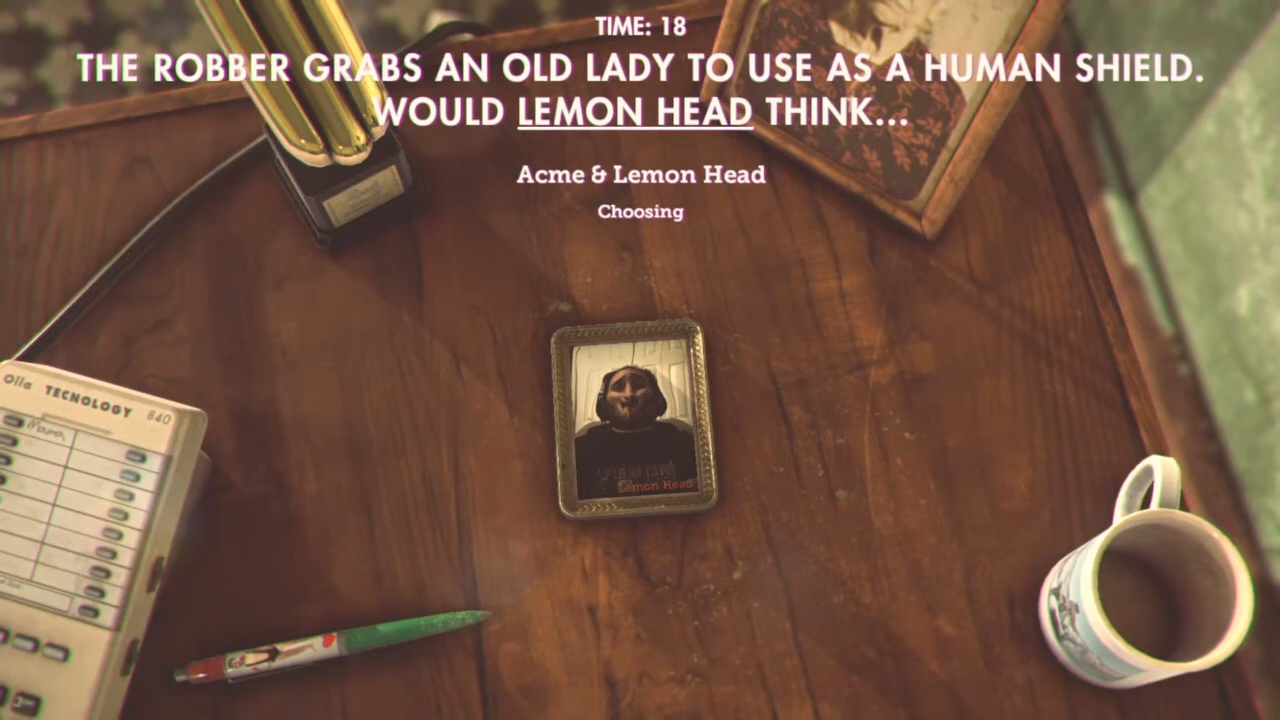 TIME: 18
THE ROBBER GRABS AN OLD LADY TO USE AS A HUMAN SHIELD.
WOULD LEMON HEAD THINK...
Acme & Lemon Head
Choosing
Olla TECNOLOGY 840
Lemon Head